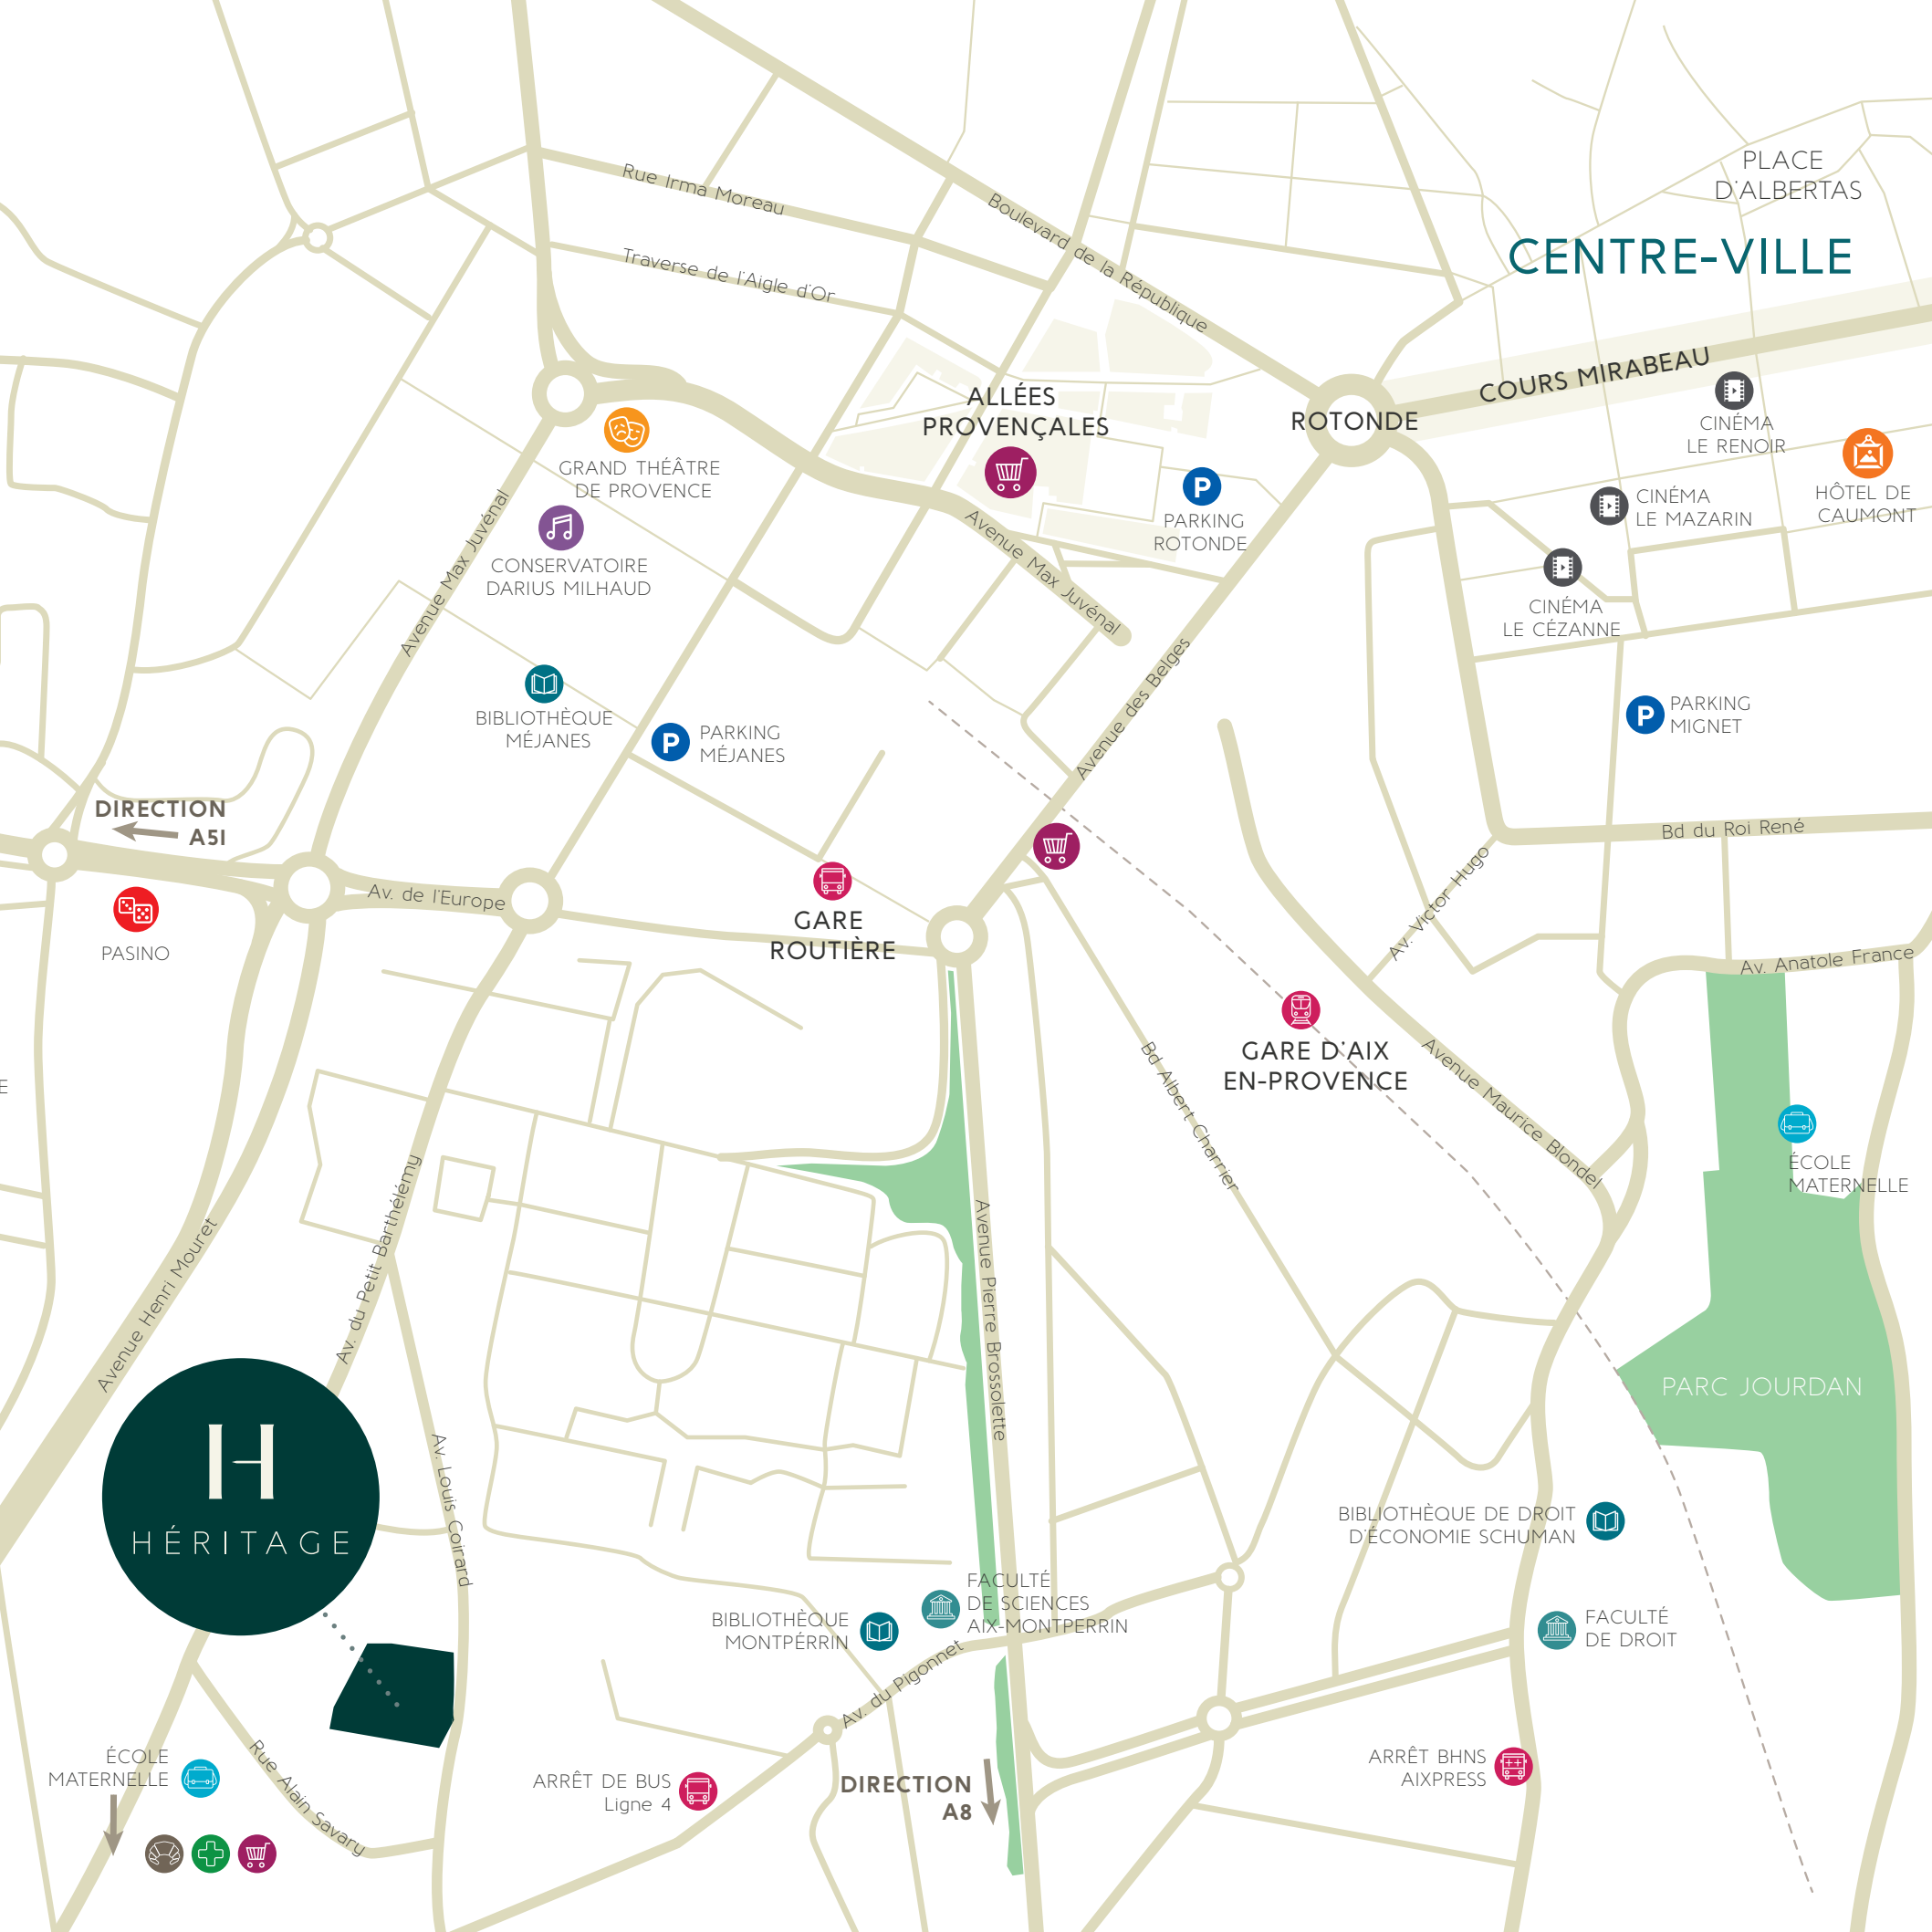 PLACE
D'ALBERTAS
CENTRE-VILLE
Rue Irma Moreau
Boulevard de la République
Traverse de l'Aigle d'Or
COURS MIRABEAU
ALLÉES
PROVENÇALES
ROTONDE
CINÉMA
LE RENOIR
GRAND THÉÂTRE
DE PROVENCE
P
PARKING
ROTONDE
CINÉMA
LE MAZARIN
HÔTEL DE
CAUMONT
Avenue Max Juvénal
CONSERVATOIRE
DARIUS MILHAUD
Avenue Max Juvénal
CINÉMA
LE CÉZANNE
BIBLIOTHÈQUE
MÉJANES
P
PARKING
MÉJANES
Avenue des Belges
P
PARKING
MIGNET
DIRECTION
A51
Bd du Roi René
Av. Victor Hugo
Av. de l'Europe
GARE
ROUTIÈRE
PASINO
Av. Anatole France
GARE D'AIX
EN-PROVENCE
E
Bd Albert Charrier
Avenue Maurice Blondel
ÉCOLE
MATERNELLE
Avenue Henri Mouret
Av. du Petit Barthélémy
Avenue Pierre Brossolette
PARC JOURDAN
H
HÉRITAGE
Av. Louis Coirard
BIBLIOTHÈQUE DE DROIT
D'ÉCONOMIE SCHUMAN
BIBLIOTHÈQUE
MONTPÉRRIN
FACULTÉ
DE SCIENCES
AIX-MONTPERRIN
FACULTÉ
DE DROIT
Av. du Pigonnet
ÉCOLE
MATERNELLE
Rue Alain Savary
ARRÊT DE BUS
Ligne 4
DIRECTION
A8
ARRÊT BHNS
AIXPRESS